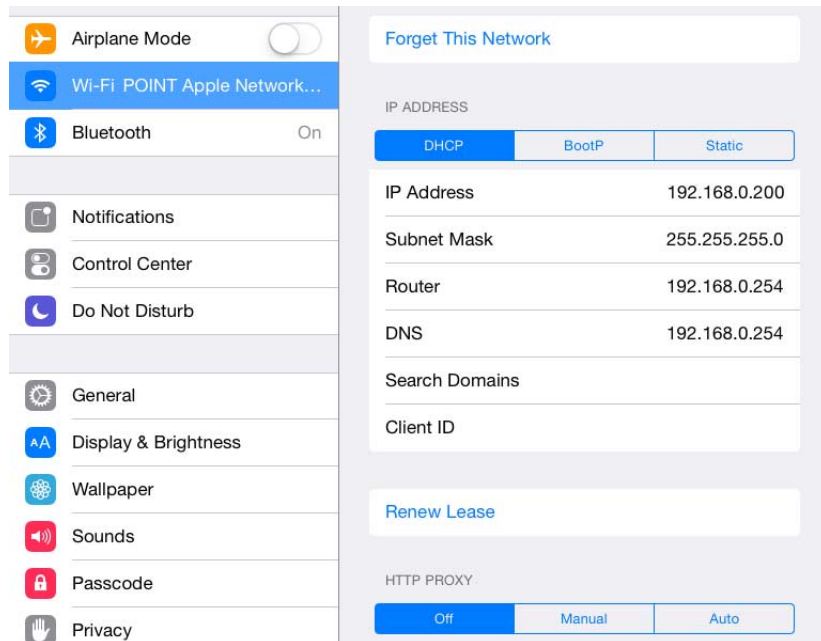 Airplane Mode
Wi-Fi POINT Apple Network...
Bluetooth On
Notifications
Control Center
Do Not Disturb
General
AA Display & Brightness
Wallpaper
Sounds
Passcode
Privacy
Forget This Network
IP ADDRESS
DHCP BootP Static
IP Address 192.168.0.200
Subnet Mask 255.255.255.0
Router 192.168.0.254
DNS 192.168.0.254
Search Domains
Client ID
Renew Lease
HTTP PROXY
Off Manual Auto